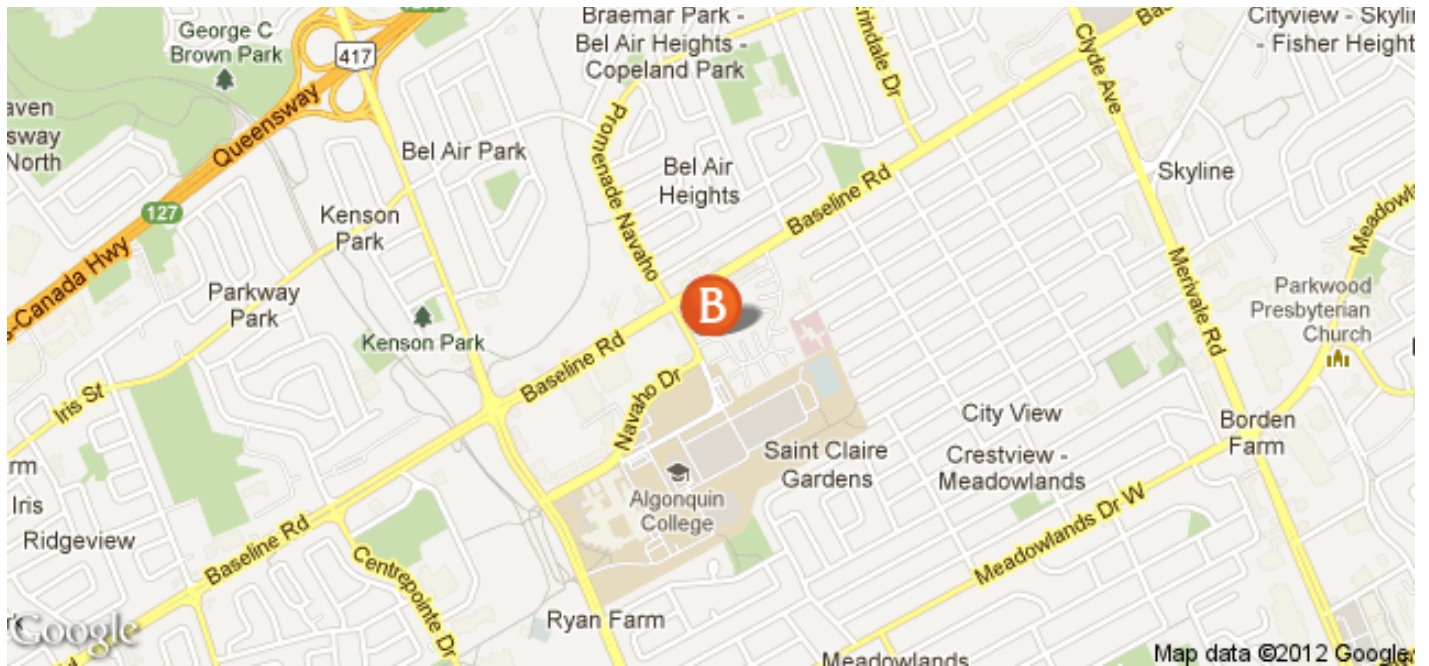 Braemar Park -
Bel Air Heights -
Copeland Park
Cityview -
- Fisher
George C
Brown Park
417
Clyde Ave
Queensway
North
Bel Air Park
Promenade Navaho
Bel Air
Heights
Baseline Rd
Skyline
127
Kenson
Park
-Canada Hwy
Parkway
Park
Kenson Park
B
Merivale Rd
Parkwood
Presbyterian
Church
Baseline Rd
Iris St
Navaho Dr
City View
Borden
Farm
Saint Claire
Gardens
Crestview -
Meadowlands
Iris
Algonquin
College
Ridgeview
Baseline Rd
Meadowlands Dr W
Centrepointe Dr
Ryan Farm
Google
Meadowlands
Map data ©2012 Google